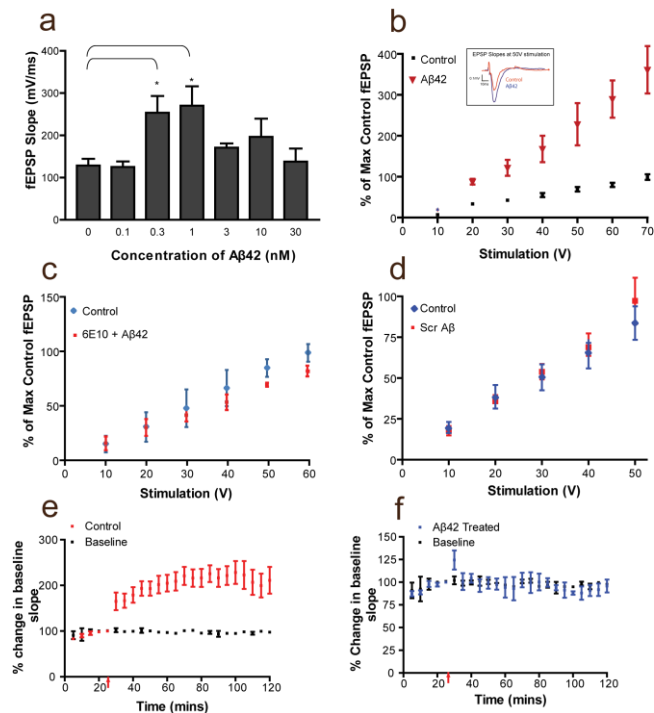 a
fEPSP Slope (mV/ms)
400
300
200
100
0
* *
0 0.1 0.3 1 3 10 30
Concentration of Aβ42 (nM)
b
% of Max Control fEPSP
Control
Aβ42
EPSP Slopes at 50V stimulation
Control
Aβ42
400
300
200
100
0
*
10 20 30 40 50 60 70
Stimulation (V)
c
% of Max Control fEPSP
Control
6E10 + Aβ42
150
100
50
0
10 20 30 40 50 60
Stimulation (V)
d
% of Max Control fEPSP
Control
Scr Aβ
125
100
75
50
25
0
10 20 30 40 50
Stimulation (V)
e
Control
Baseline
% change in baseline
slope
300
200
100
0
0 20 40 60 80 100 120
Time (mins)
f
Aβ42 Treated
Baseline
% Change in baseline
slope
150
125
100
75
50
25
0
0 20 40 60 80 100 120
Time (mins)